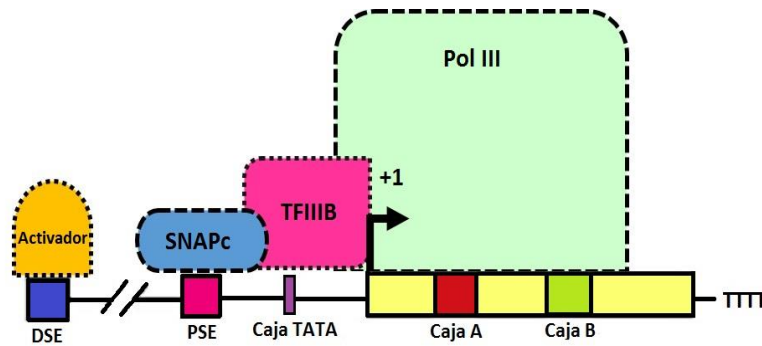 Pol III
+1
TFIIIB
Activador
SNAPc
DSE
PSE
Caja TATA
Caja A
Caja B
TTTT